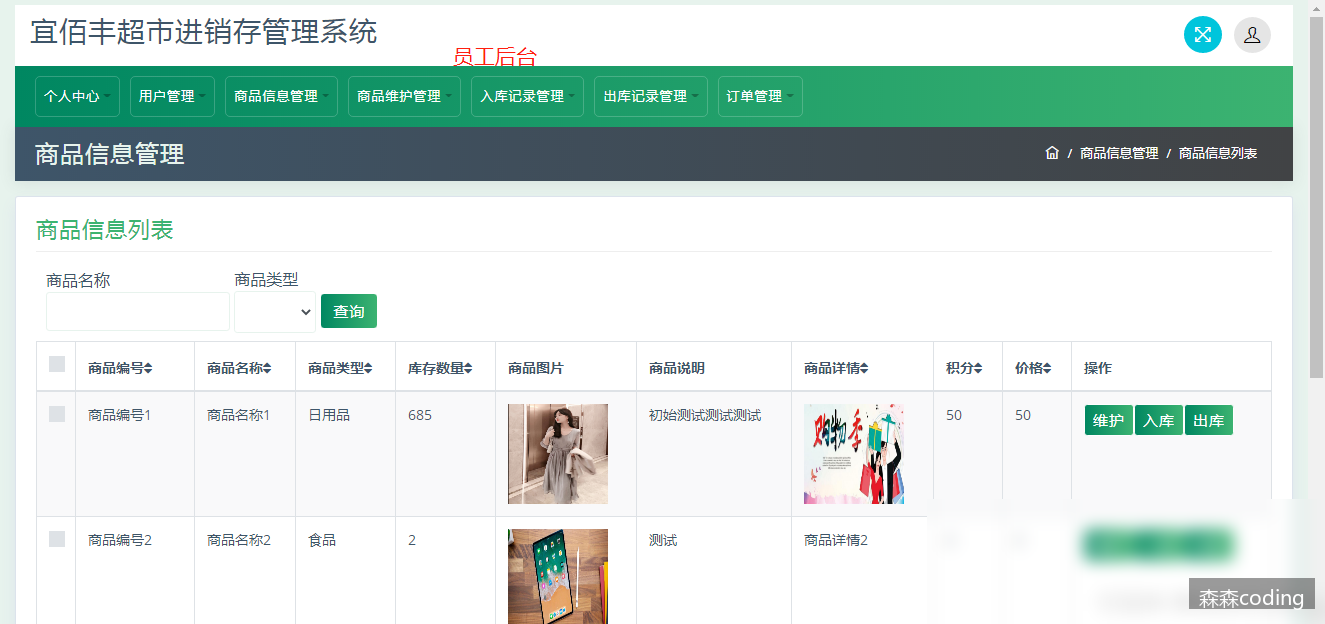 宜佰丰超市进销存管理系统
员工后台
个人中心 用户管理 商品信息管理 商品维护管理 入库记录管理 出库记录管理 订单管理
商品信息管理 / 商品信息管理 / 商品信息列表
商品信息列表
商品名称 商品类型
查询
商品编号 商品名称 商品类型 库存数量 商品图片 商品说明 商品详情 积分 价格 操作
商品编号1 商品名称1 日用品 685 初始测试测试测试 购物季 50 50 维护 入库 出库
商品编号2 商品名称2 食品 2 测试 商品详情2
森森coding